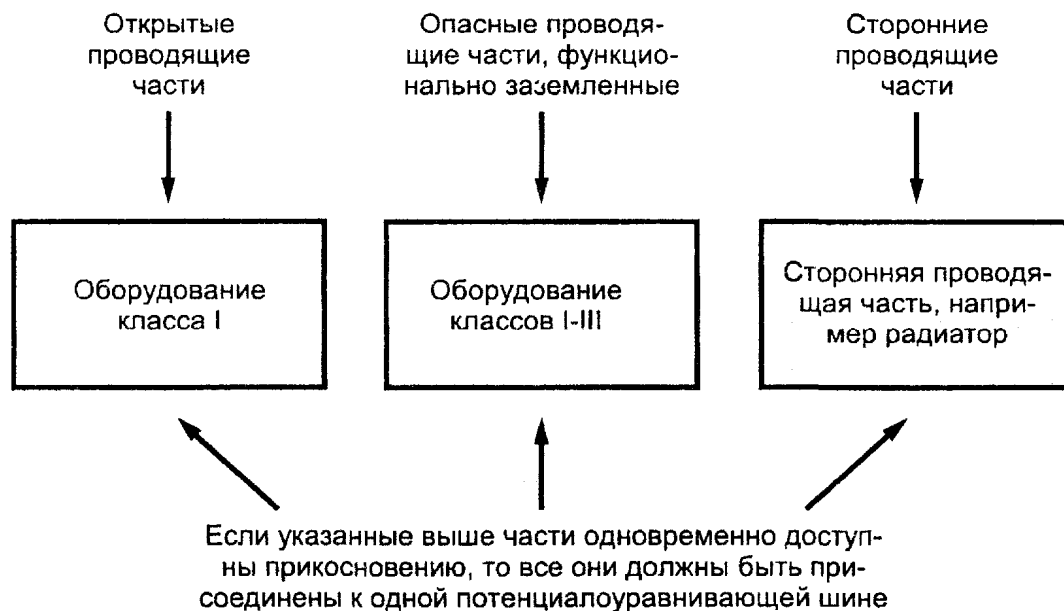 Открытые
проводящие
части
Опасные проводя-
щие части, функцио-
нально заземленные
Сторонние
проводящие
части
Оборудование
класса I
Оборудование
классов I-III
Сторонняя проводя-
щая часть, напри-
мер радиатор
Если указанные выше части одновременно доступ-
ны прикосновению, то все они должны быть при-
соединены к одной потенциалоуравнивающей шине